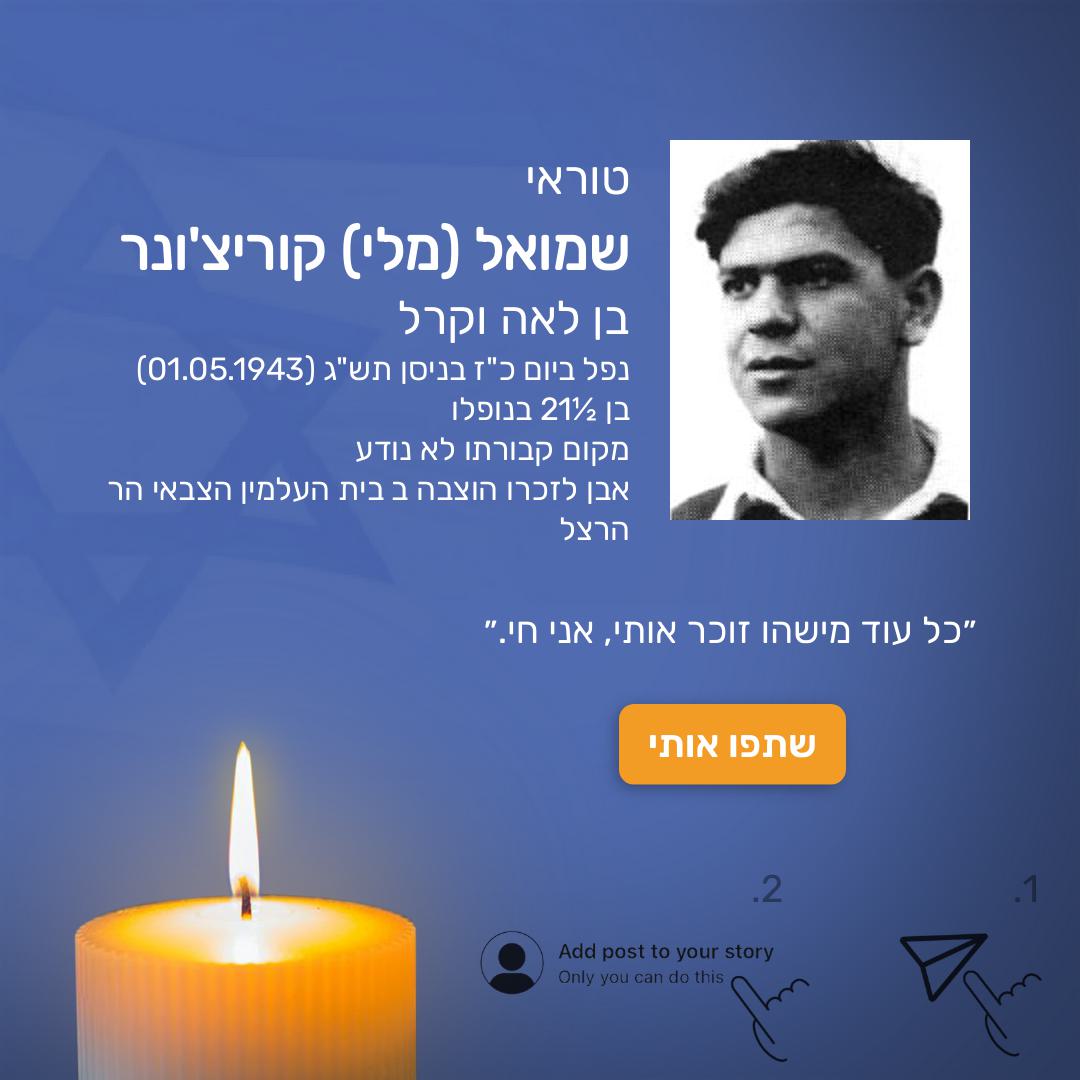 טוראי
שמואל (מלי) קוריצ'ונר
בן לאה וקרל
נפל ביום כ"ז בניסן תש"ג (01.05.1943)
בן 21½ בנופלו
מקום קבורתו לא נודע
אבן לזכרו הוצבה ב בית העלמין הצבאי הר
הרצל
״כל עוד מישהו זוכר אותי, אני חי.״
שתפו אותי
.1
.2
Add post to your story
Only you can do this